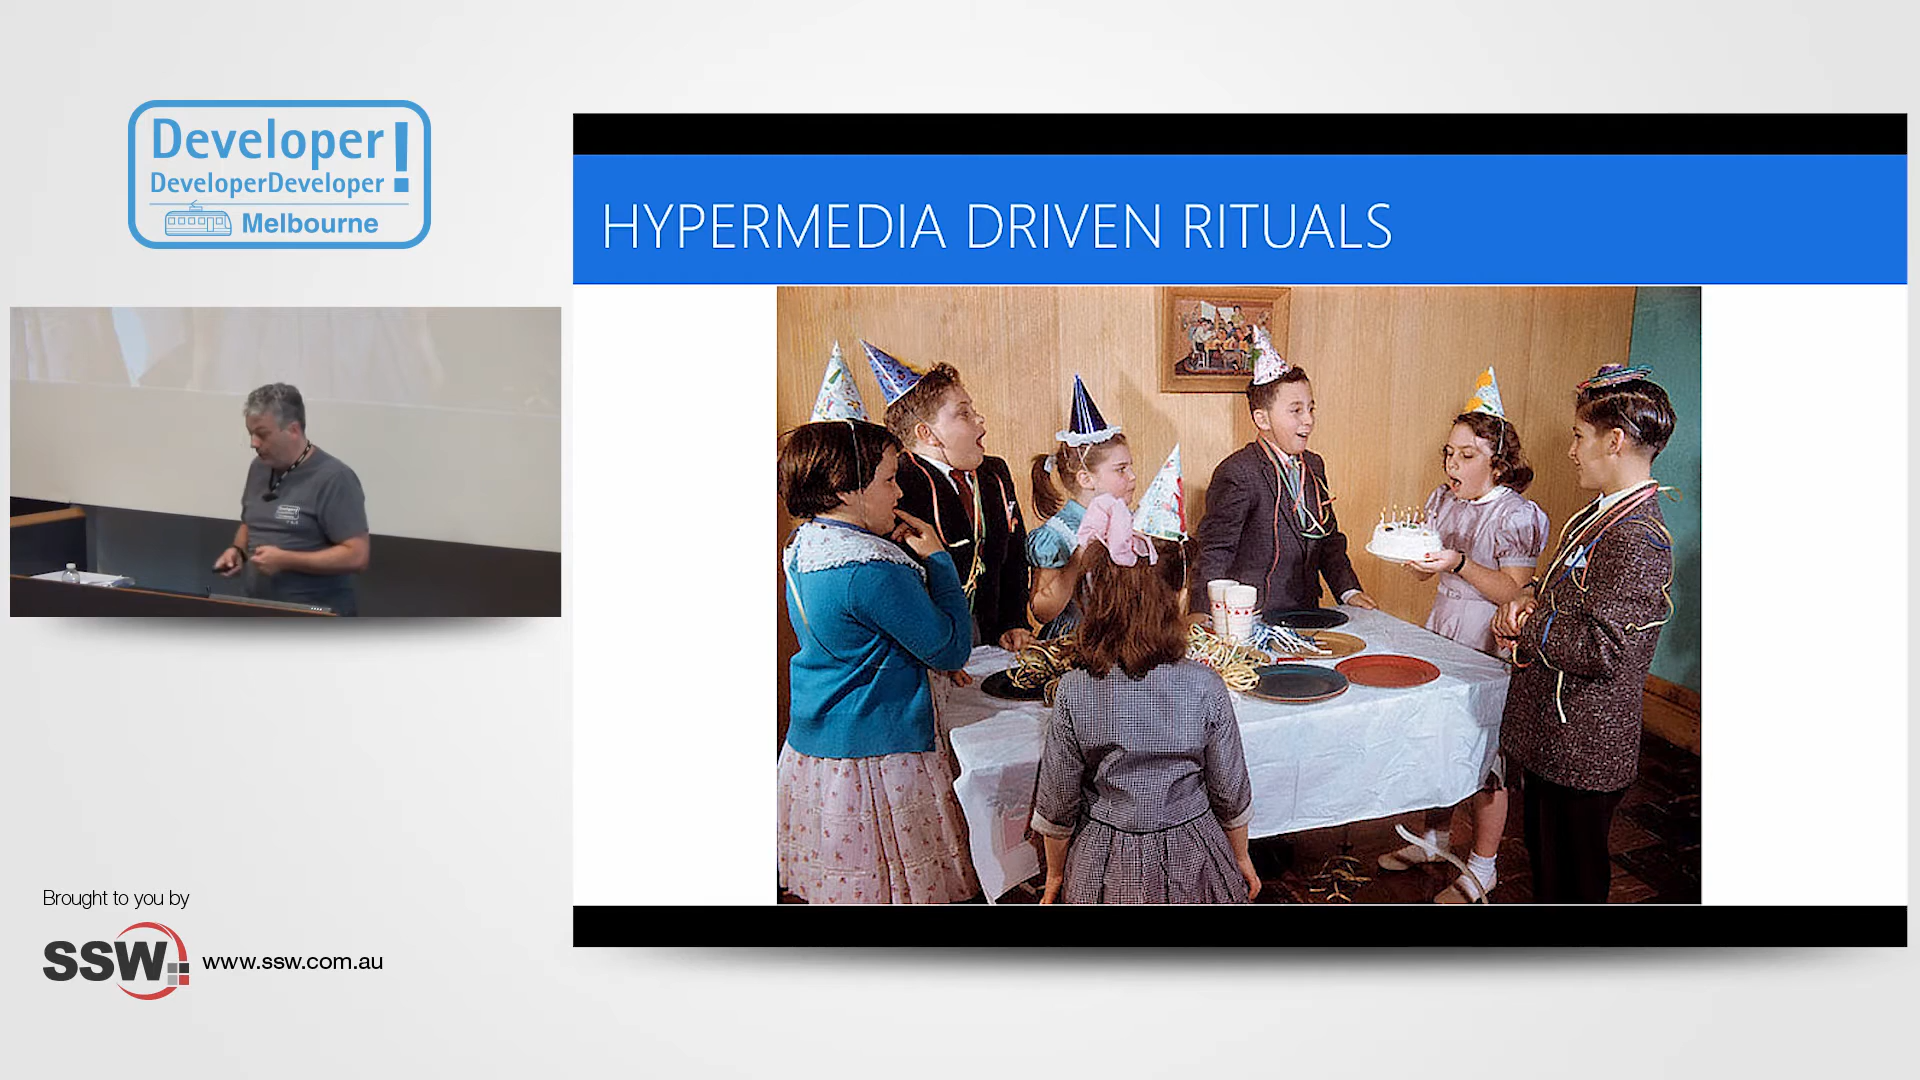 Developer!
DeveloperDeveloper
Melbourne
HYPERMEDIA DRIVEN RITUALS
Brought to you by
SSW
www.ssw.com.au